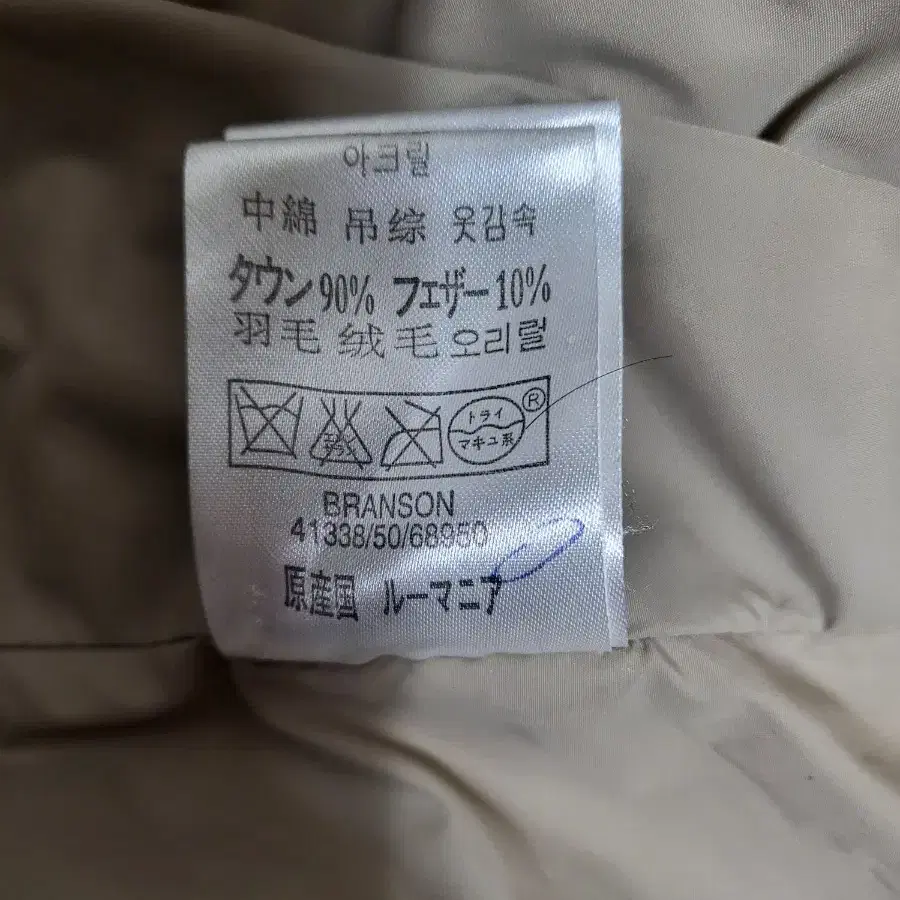 아크릴
中綿 吊综 옷감속
タウン90% フェザー10%
羽毛 绒毛 오리럴
トライ
マキユ系
®
BRANSON
41338/50/68950
原産国 ルーマニア